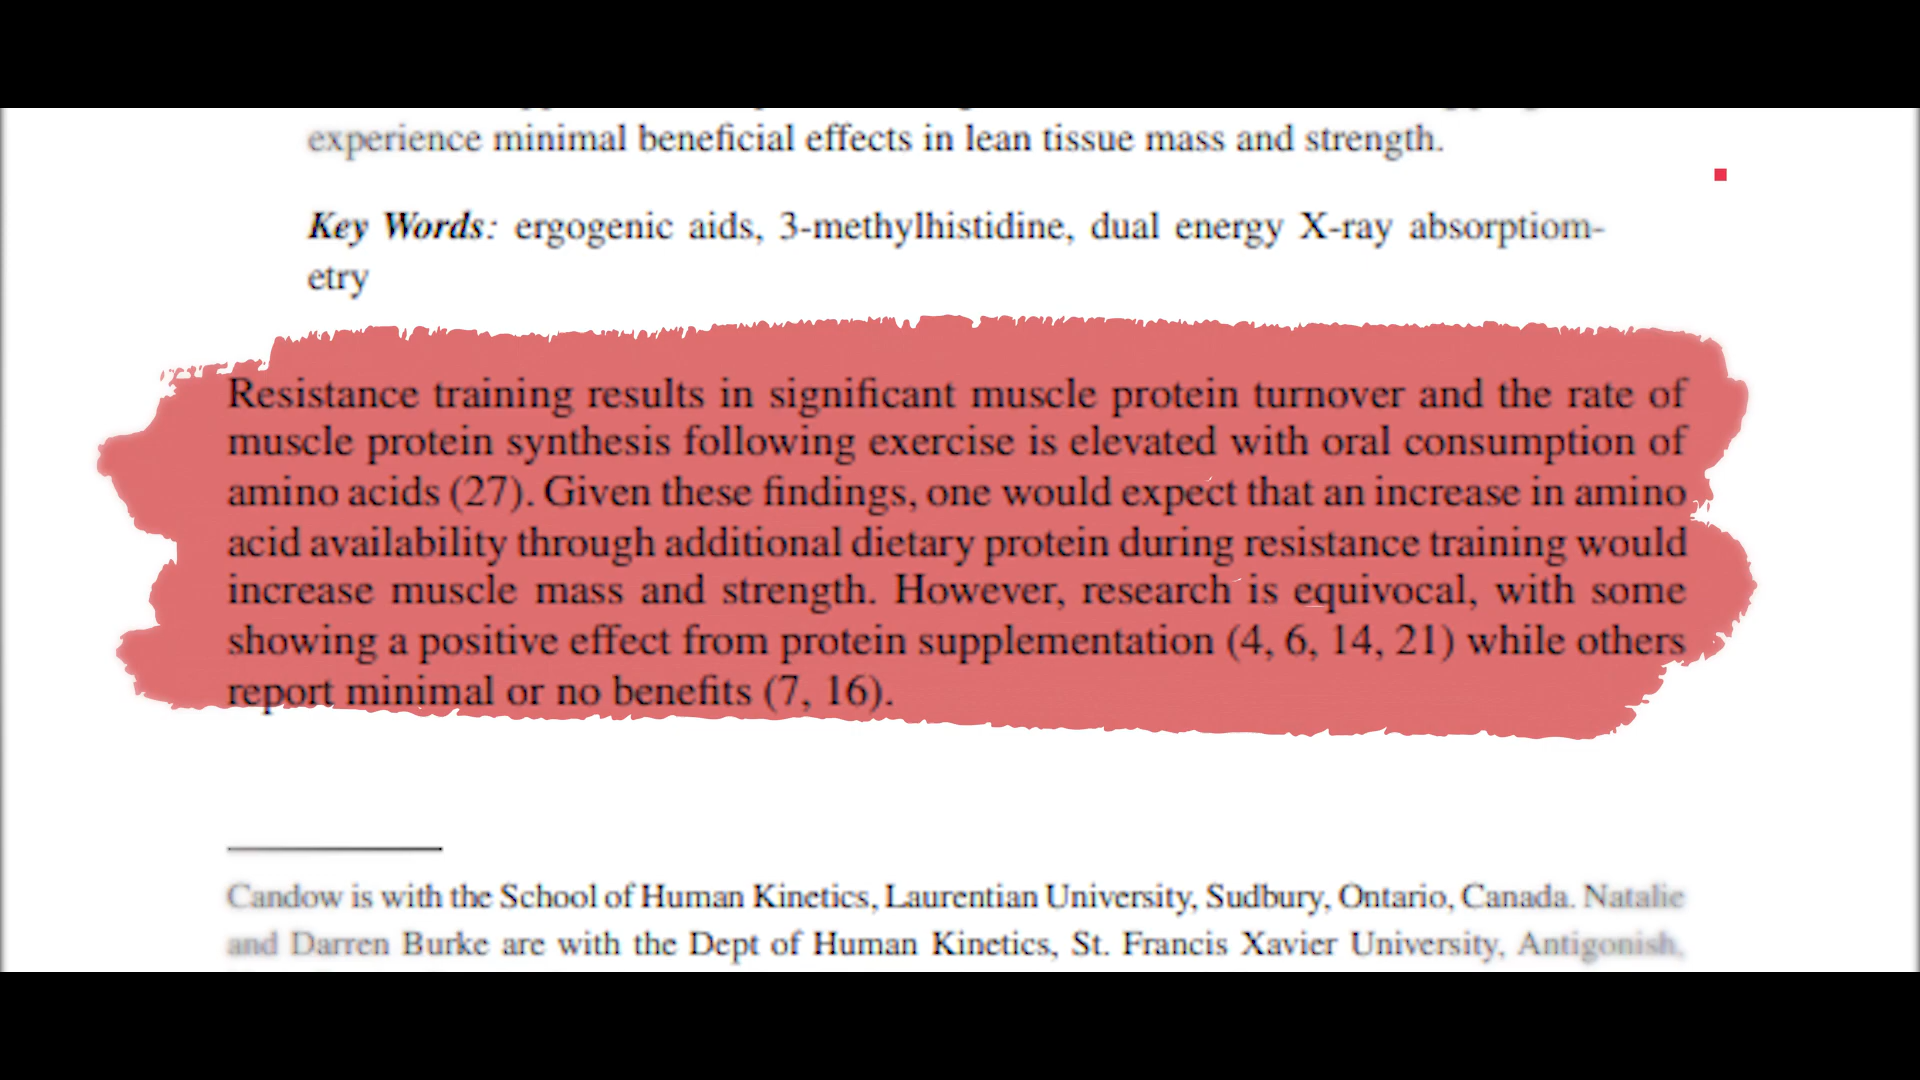 experience minimal beneficial effects in lean tissue mass and strength.
Key Words: ergogenic aids, 3-methylhistidine, dual energy X-ray absorptiom-
etry
Resistance training results in significant muscle protein turnover and the rate of
muscle protein synthesis following exercise is elevated with oral consumption of
amino acids (27). Given these findings, one would expect that an increase in amino
acid availability through additional dietary protein during resistance training would
increase muscle mass and strength. However, research is equivocal, with some
showing a positive effect from protein supplementation (4, 6, 14, 21) while others
report minimal or no benefits (7, 16).
Candow is with the School of Human Kinetics, Laurentian University, Sudbury, Ontario, Canada. Natalie
and Darren Burke are with the Dept of Human Kinetics, St. Francis Xavier University, Antigonish,